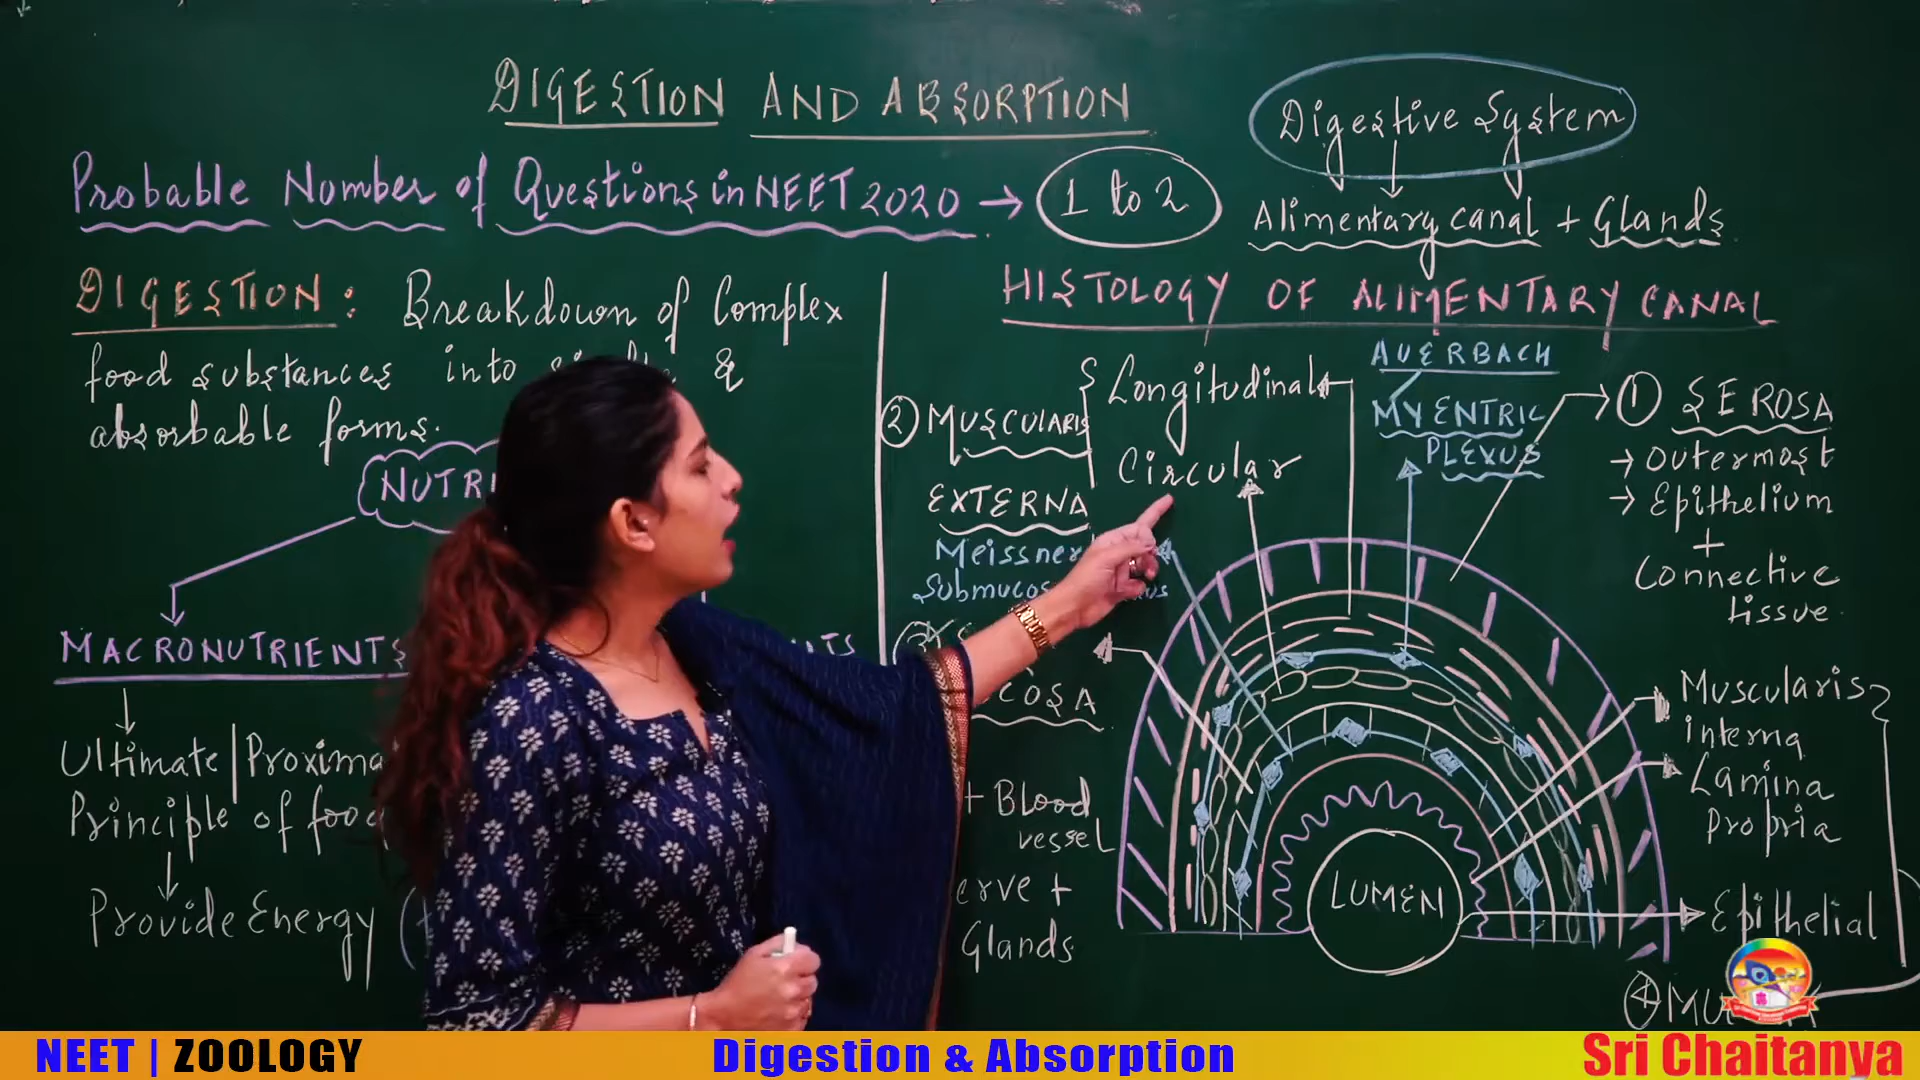 DIGESTION AND ABSORPTION
Probable Number of Questions in NEET 2020 → 1 to 2
Digestive System
Alimentary canal + Glands
DIGESTION : Breakdown of Complex
food substances into &
absorbable forms.
MACRONUTRIENTS
Ultimate/
Principle of
Provide Energy
HISTOLOGY OF ALIMENTARY CANAL
② MUSCULARIS
EXTERNA
Longitudinal
Circular
AUERBACH
MYENTRIC
PLEXUS
① SEROSA
→ Outermost
→ Epithelium
+
Connective
tissue
+ Blood
vessel
+
Glands
LUMEN
Muscularis
interna
Lamina
Propria
Epithelial
④
NEET | ZOOLOGY
Digestion & Absorption
Sri Chaitanya